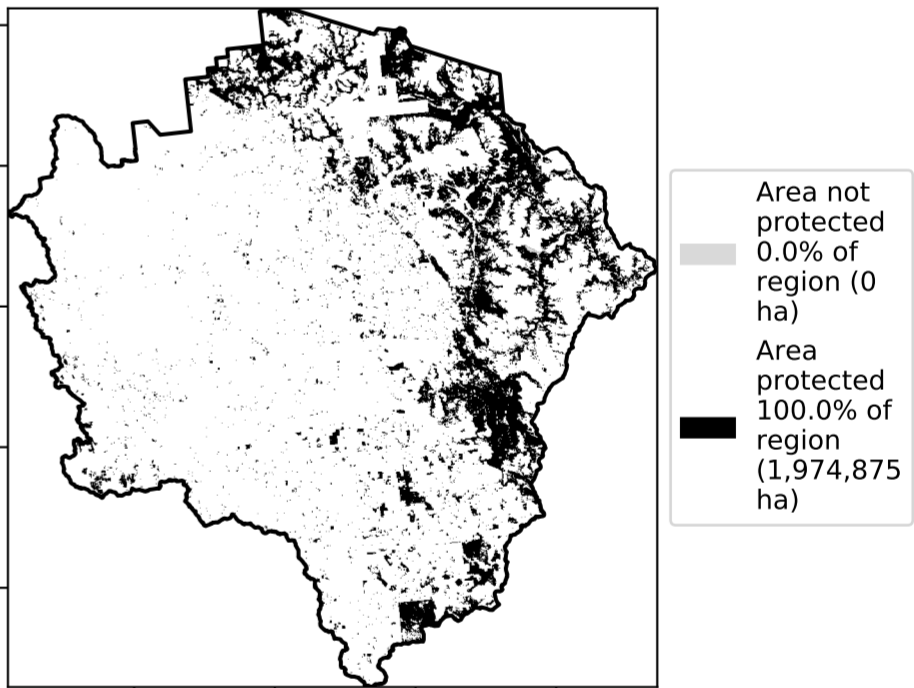 Area not
protected
0.0% of
region (0
ha)
Area
protected
100.0% of
region
(1,974,875
ha)